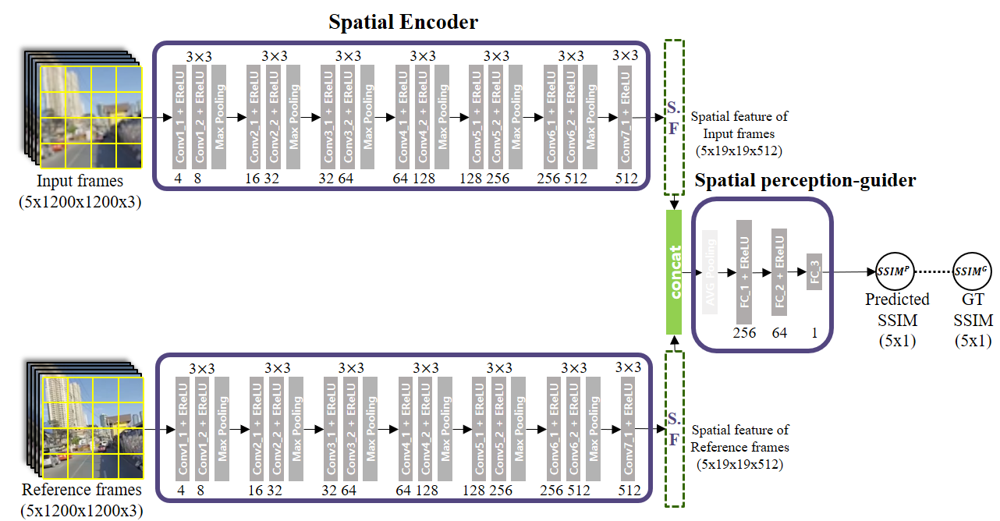 Spatial Encoder
3×3
3×3
3×3
3×3
3×3
3×3
3×3
Conv1_1 + EReLU
Conv1_2 + EReLU
Max Pooling
Conv2_1 + EReLU
Conv2_2 + EReLU
Max Pooling
Conv3_1 + EReLU
Conv3_2 + EReLU
Max Pooling
Conv4_1 + EReLU
Conv4_2 + EReLU
Max Pooling
Conv5_1 + EReLU
Conv5_2 + EReLU
Max Pooling
Conv6_1 + EReLU
Conv6_2 + EReLU
Max Pooling
Conv7_1 + EReLU
4 8
16 32
32 64
64 128
128 256
256 512
512
Input frames
(5x1200x1200x3)
S.
F
Spatial feature of
Input frames
(5x19x19x512)
Spatial perception-guider
concat
AVG Pooling
FC_1 + EReLU
FC_2 + EReLU
FC_3
256
64
1
SSIMᴾ
SSIMᴳ
Predicted
SSIM
(5x1)
GT
SSIM
(5x1)
3×3
3×3
3×3
3×3
3×3
3×3
3×3
Conv1_1 + EReLU
Conv1_2 + EReLU
Max Pooling
Conv2_1 + EReLU
Conv2_2 + EReLU
Max Pooling
Conv3_1 + EReLU
Conv3_2 + EReLU
Max Pooling
Conv4_1 + EReLU
Conv4_2 + EReLU
Max Pooling
Conv5_1 + EReLU
Conv5_2 + EReLU
Max Pooling
Conv6_1 + EReLU
Conv6_2 + EReLU
Max Pooling
Conv7_1 + EReLU
4 8
16 32
32 64
64 128
128 256
256 512
512
Reference frames
(5x1200x1200x3)
S.
F
Spatial feature of
Reference frames
(5x19x19x512)